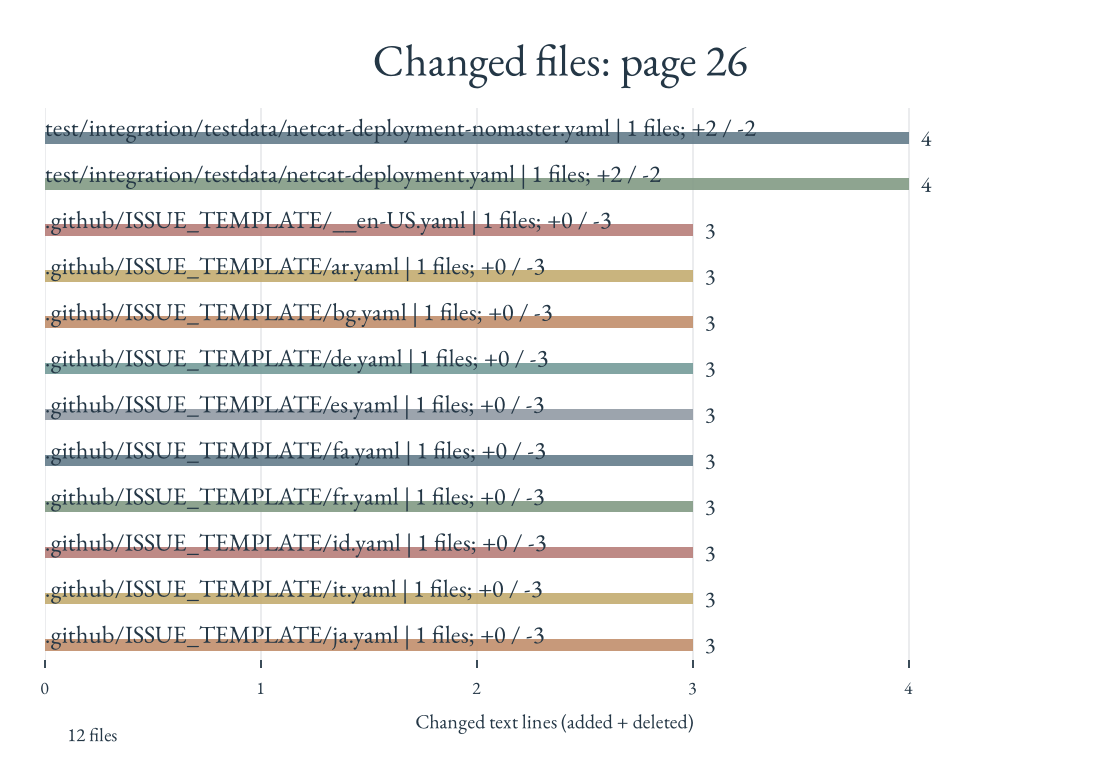 Changed files: page 26
test/integration/testdata/netcat-deployment-nomaster.yaml | 1 files; +2 / -2
4
test/integration/testdata/netcat-deployment.yaml | 1 files; +2 / -2
4
.github/ISSUE_TEMPLATE/__en-US.yaml | 1 files; +0 / -3
3
.github/ISSUE_TEMPLATE/ar.yaml | 1 files; +0 / -3
3
.github/ISSUE_TEMPLATE/bg.yaml | 1 files; +0 / -3
3
.github/ISSUE_TEMPLATE/de.yaml | 1 files; +0 / -3
3
.github/ISSUE_TEMPLATE/es.yaml | 1 files; +0 / -3
3
.github/ISSUE_TEMPLATE/fa.yaml | 1 files; +0 / -3
3
.github/ISSUE_TEMPLATE/fr.yaml | 1 files; +0 / -3
3
.github/ISSUE_TEMPLATE/id.yaml | 1 files; +0 / -3
3
.github/ISSUE_TEMPLATE/it.yaml | 1 files; +0 / -3
3
.github/ISSUE_TEMPLATE/ja.yaml | 1 files; +0 / -3
3
0 1 2 3 4
Changed text lines (added + deleted)
12 files